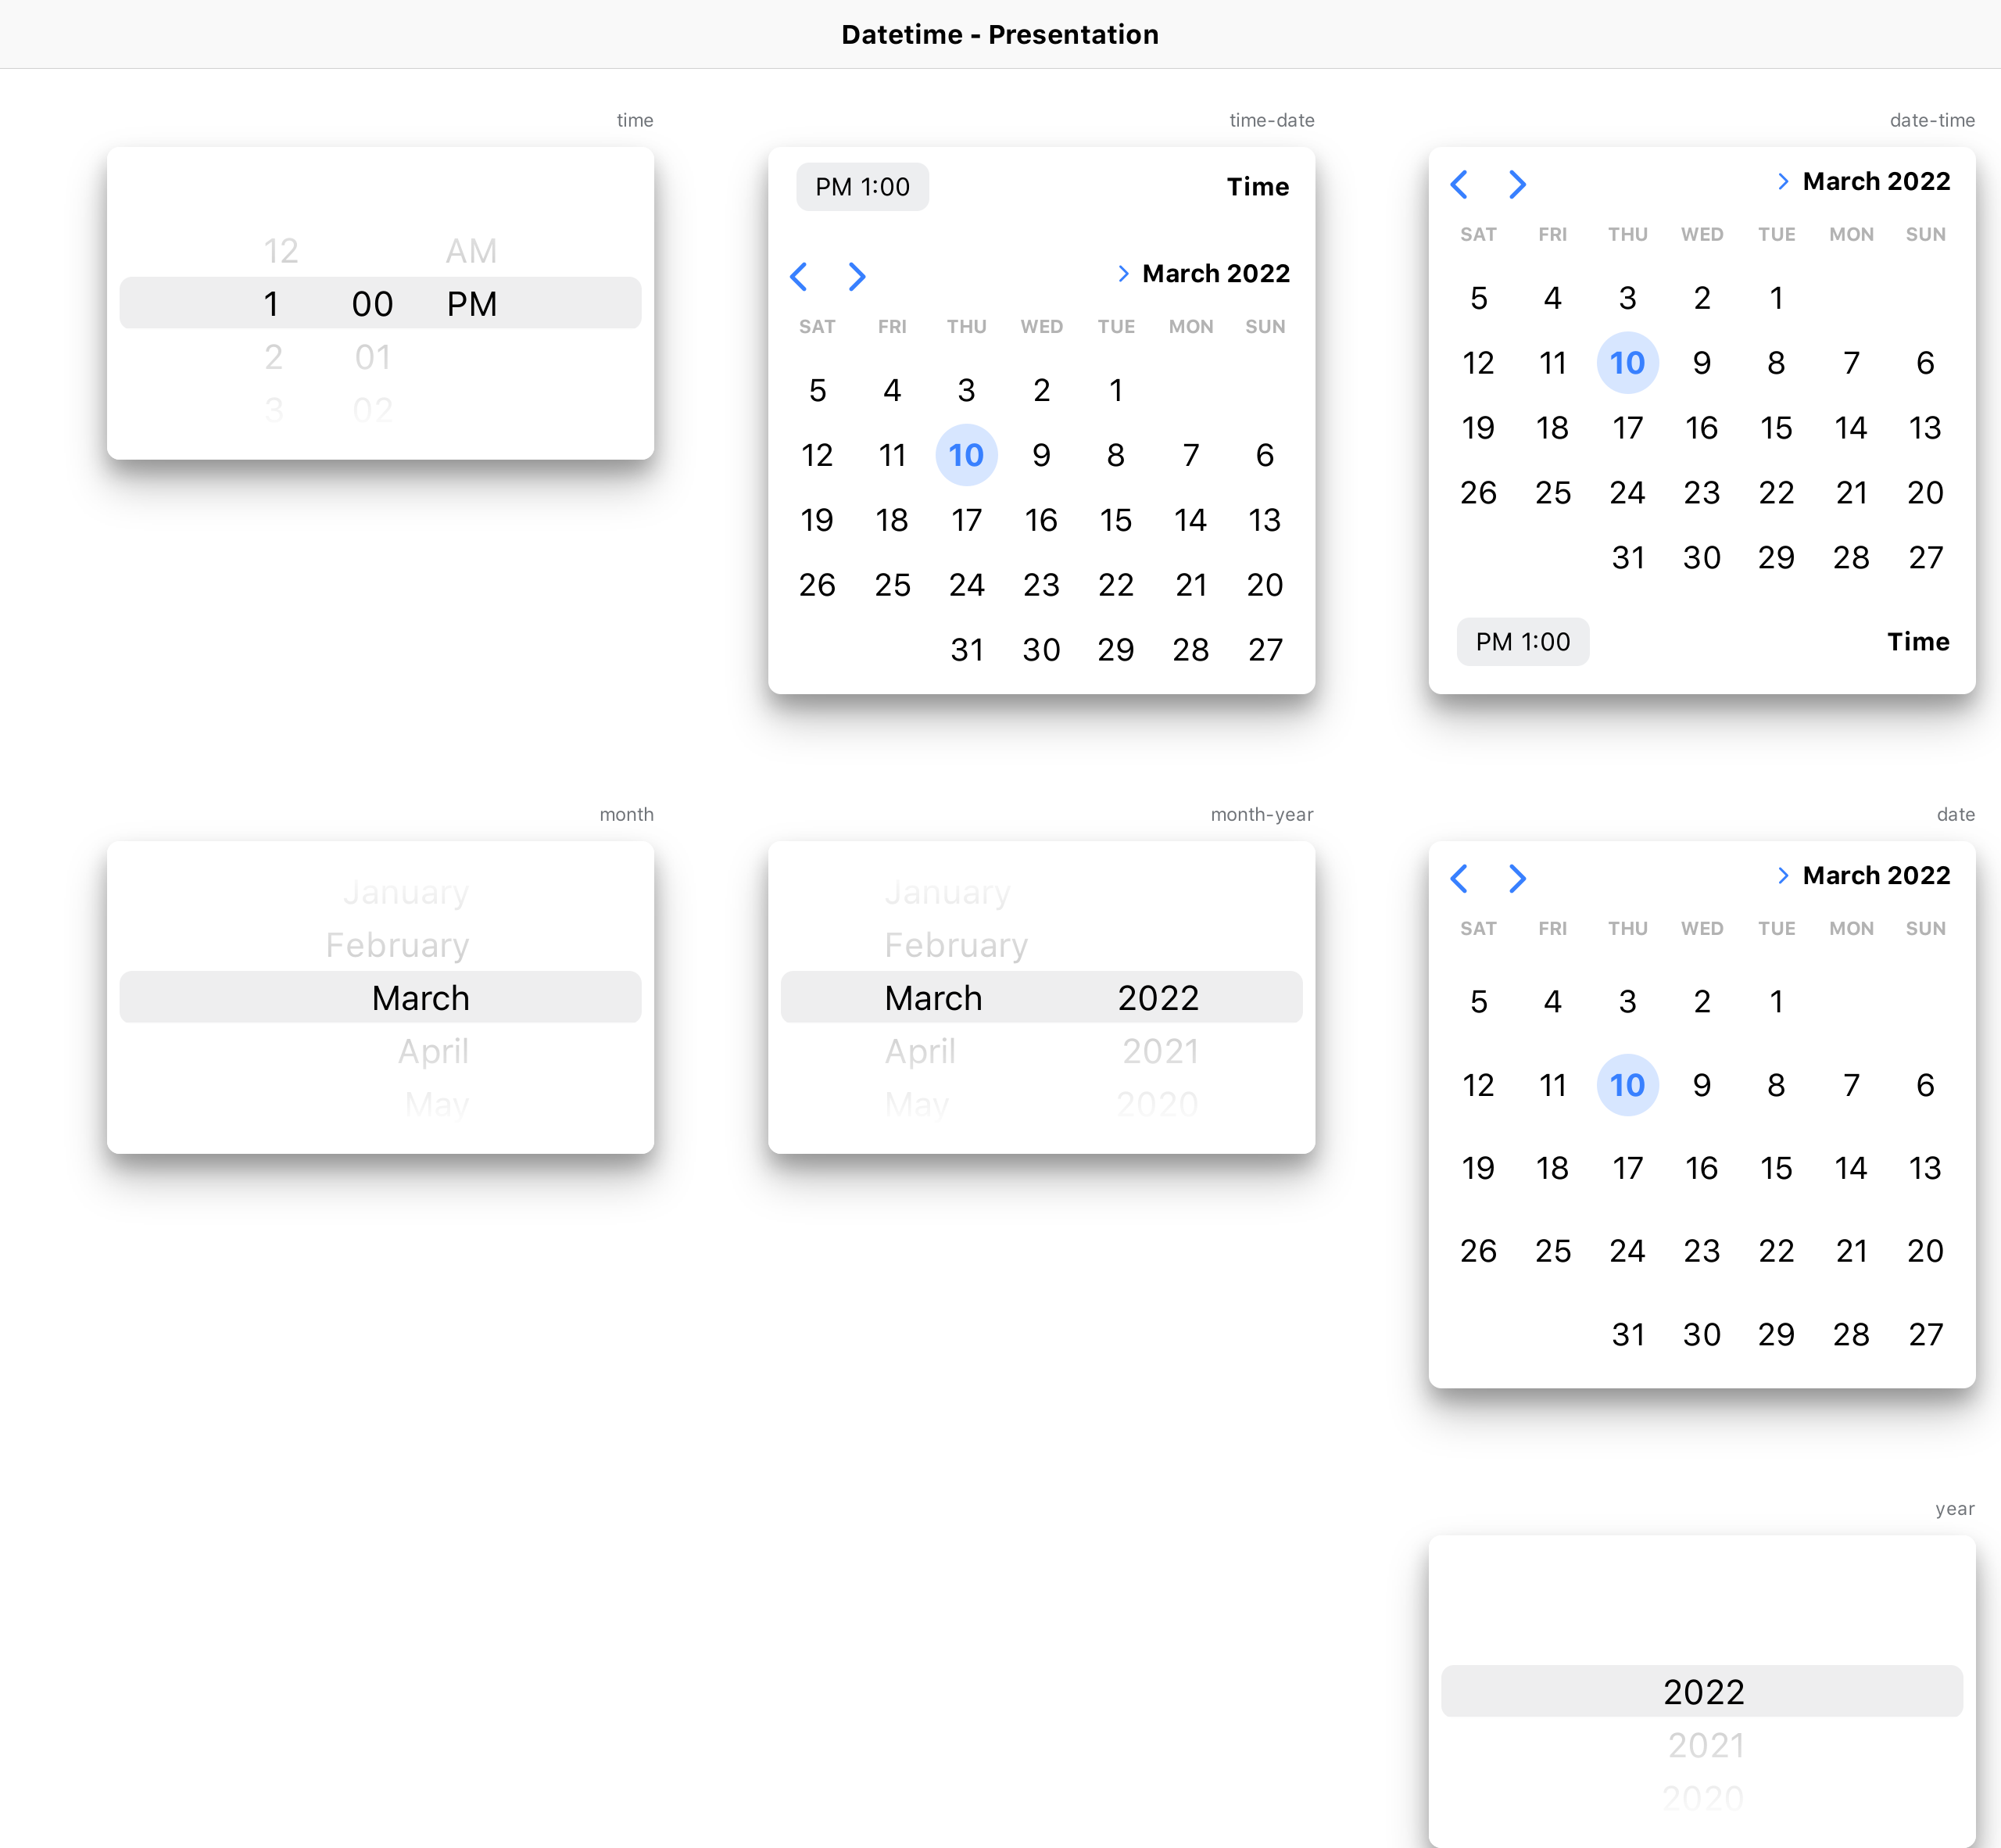 Datetime - Presentation
time
12 AM
1 00 PM
2 01
3 02
time-date
PM 1:00 Time
March 2022
SAT FRI THU WED TUE MON SUN
5 4 3 2 1
12 11 10 9 8 7 6
19 18 17 16 15 14 13
26 25 24 23 22 21 20
31 30 29 28 27
date-time
March 2022
SAT FRI THU WED TUE MON SUN
5 4 3 2 1
12 11 10 9 8 7 6
19 18 17 16 15 14 13
26 25 24 23 22 21 20
31 30 29 28 27
PM 1:00 Time
month
January
February
March
April
May
month-year
January
February
March 2022
April 2021
May 2020
date
March 2022
SAT FRI THU WED TUE MON SUN
5 4 3 2 1
12 11 10 9 8 7 6
19 18 17 16 15 14 13
26 25 24 23 22 21 20
31 30 29 28 27
year
2022
2021
2020